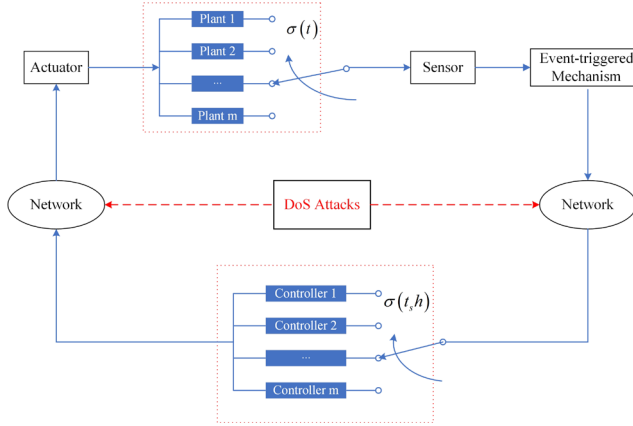 Plant 1
σ(t)
Plant 2
Actuator
...
Sensor
Event-triggered
Mechanism
Plant m
Network
DoS Attacks
Network
Controller 1
σ(tₛh)
Controller 2
...
Controller m